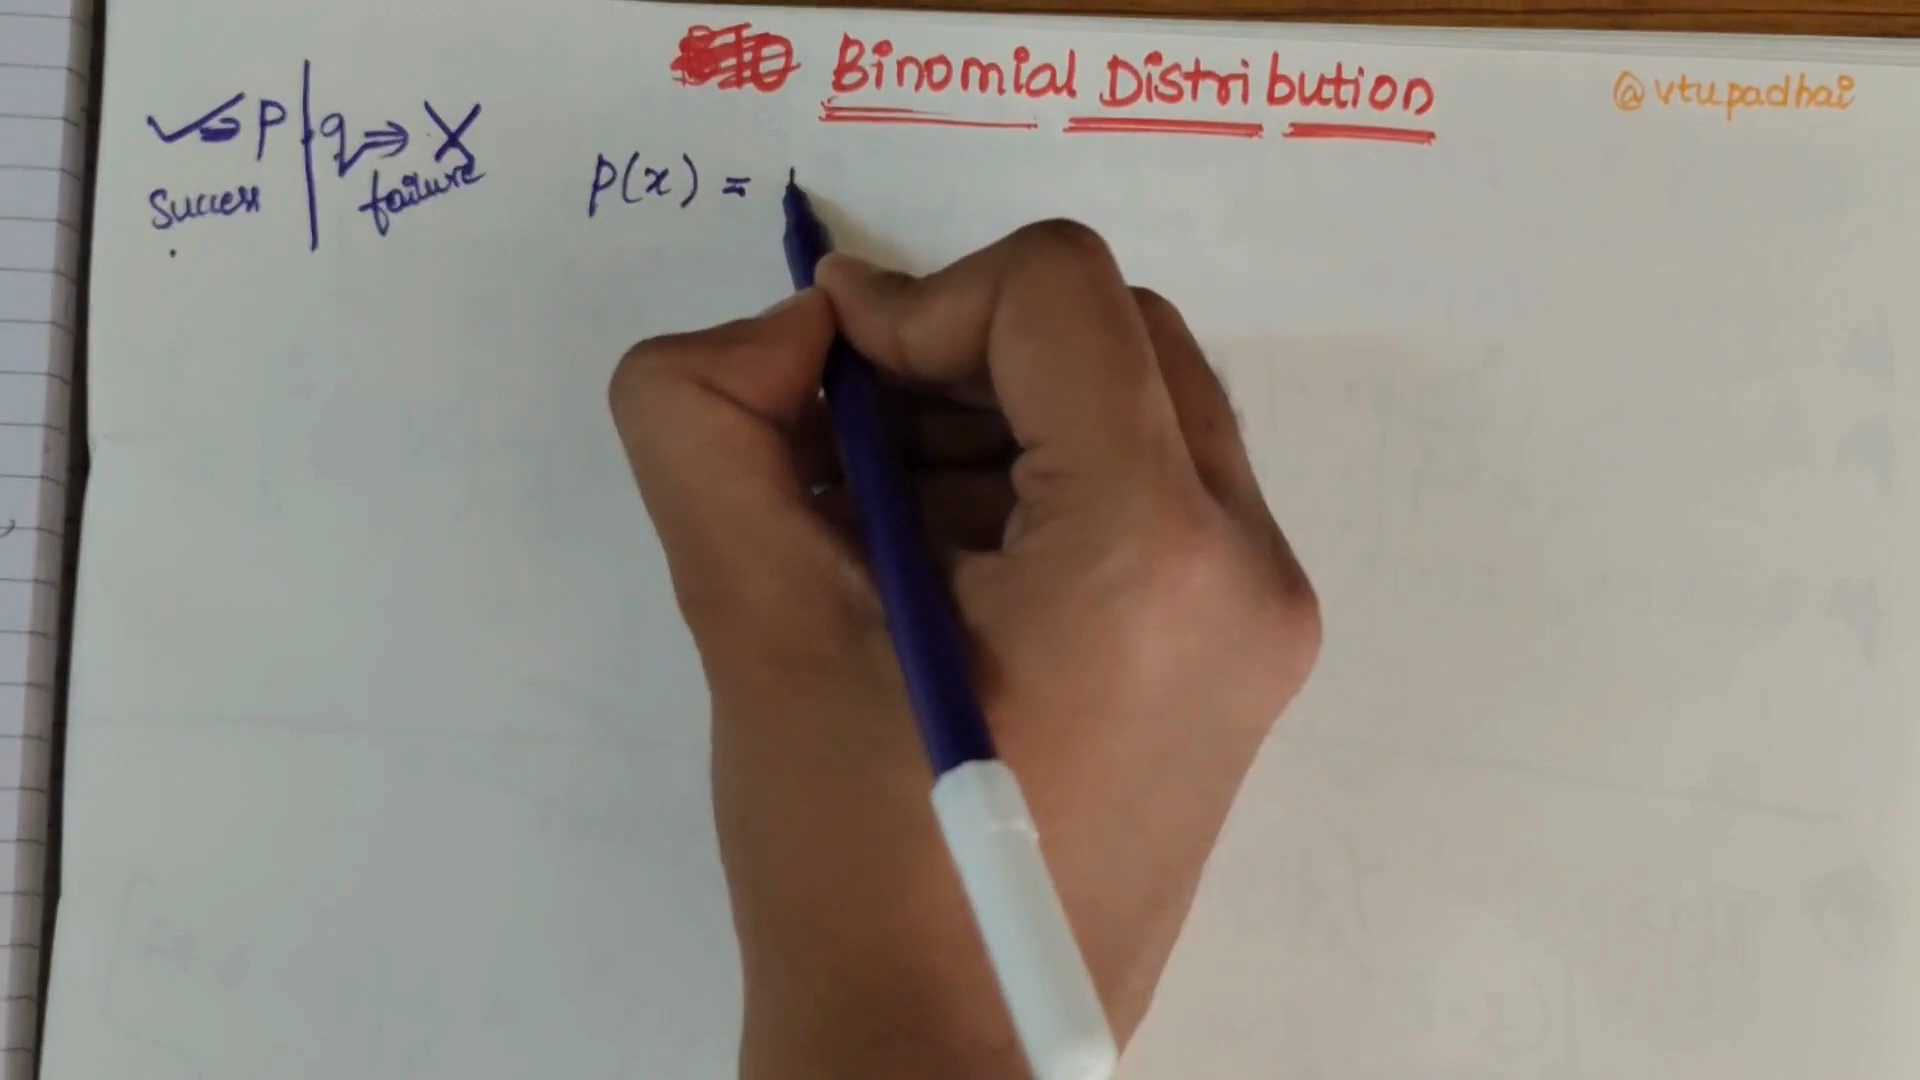 Binomial Distribution
@vtupadhai
P | q ⇒ X
Success
failure
P(x) =